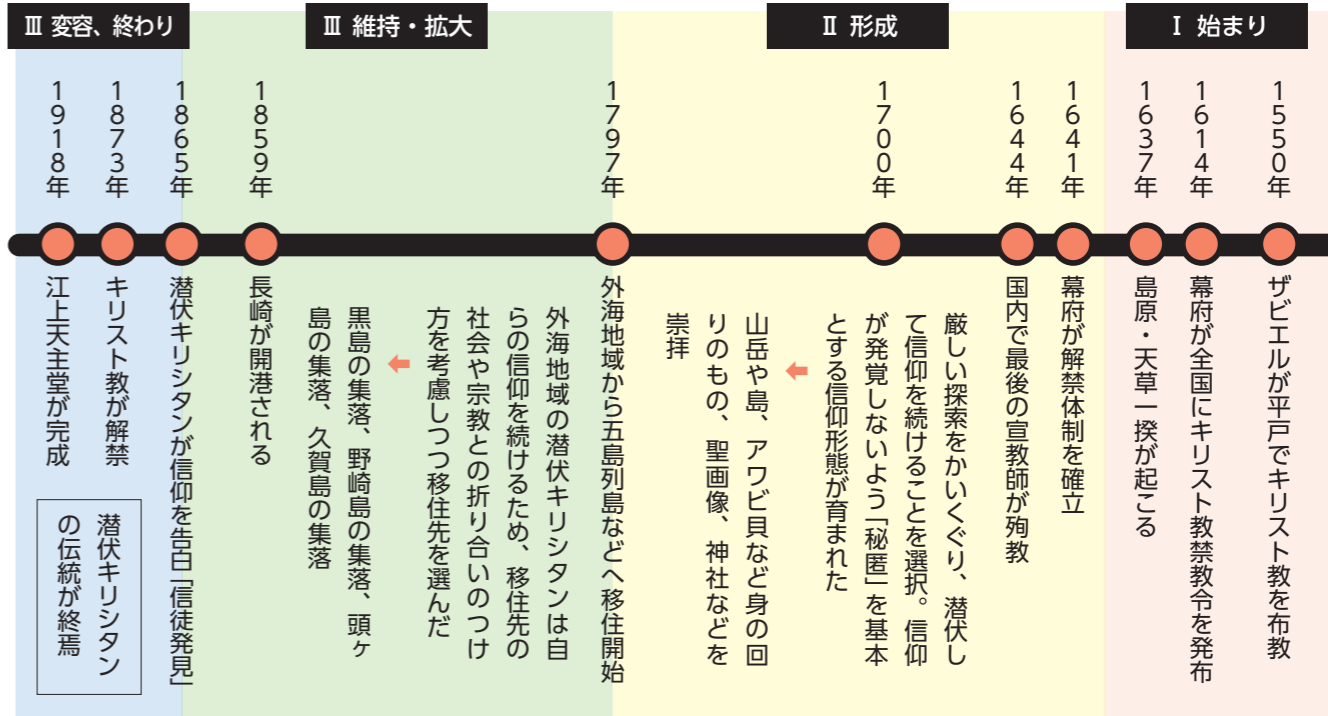 Ⅰ 始まり
1550年
ザビエルが平戸でキリスト教を布教
1614年
幕府が全国にキリスト教禁教令を発布
1637年
島原・天草一揆が起こる
Ⅱ 形成
1641年
幕府が解禁体制を確立
1644年
国内で最後の宣教師が殉教
1700年
厳しい探索をかいくぐり、潜伏し
て信仰を続けることを選択。信仰
が発覚しないよう「秘匿」を基本
とする信仰形態が育まれた
山岳や島、アワビ貝など身の回
りのもの、聖画像、神社などを
崇拝
Ⅲ 維持・拡大
1797年
外海地域から五島列島などへ移住開始
外海地域の潜伏キリシタンは自
らの信仰を続けるため、移住先の
社会や宗教との折り合いのつけ
方を考慮しつつ移住先を選んだ
黒島の集落、野崎島の集落、頭ヶ
島の集落、久賀島の集落
1859年
長崎が開港される
Ⅲ 変容、終わり
1865年
潜伏キリシタンが信仰を告白「信徒発見」
1873年
キリスト教が解禁
1918年
江上天主堂が完成
潜伏キリシタン
の伝統が終焉